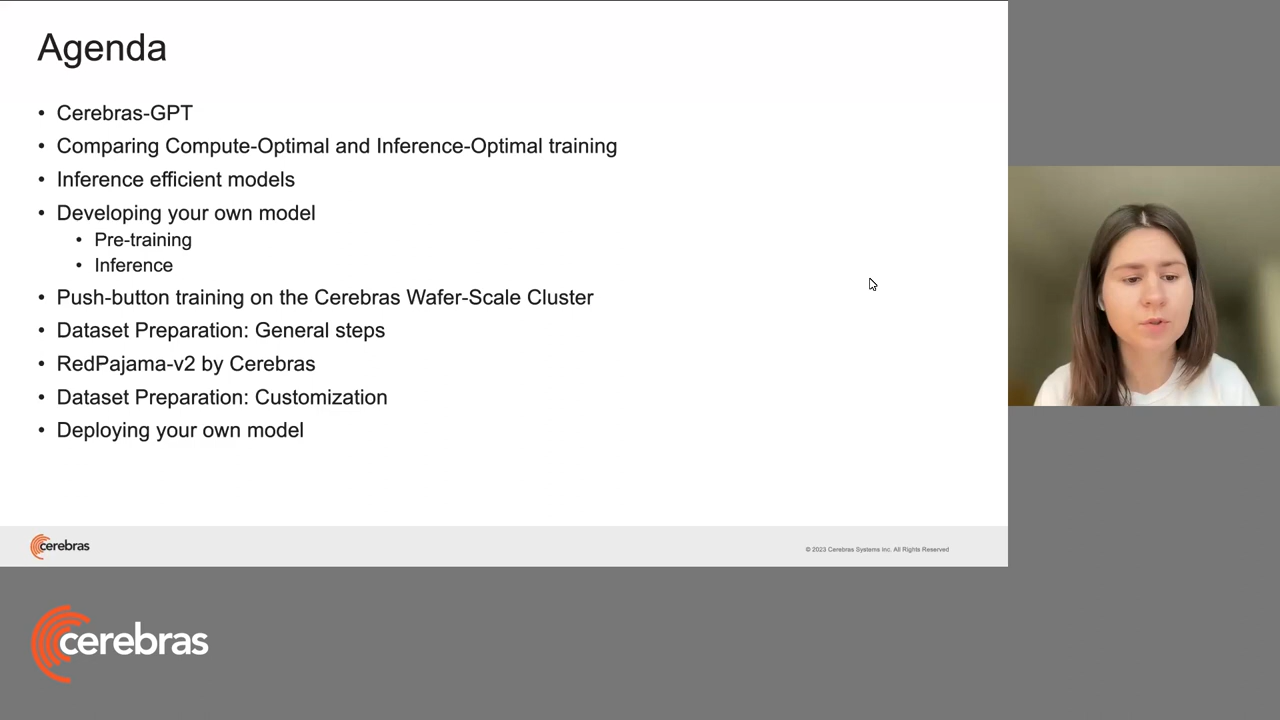 Agenda
• Cerebras-GPT
• Comparing Compute-Optimal and Inference-Optimal training
• Inference efficient models
• Developing your own model
• Pre-training
• Inference
• Push-button training on the Cerebras Wafer-Scale Cluster
• Dataset Preparation: General steps
• RedPajama-v2 by Cerebras
• Dataset Preparation: Customization
• Deploying your own model
cerebras
© 2023 Cerebras Systems Inc. All Rights Reserved
cerebras